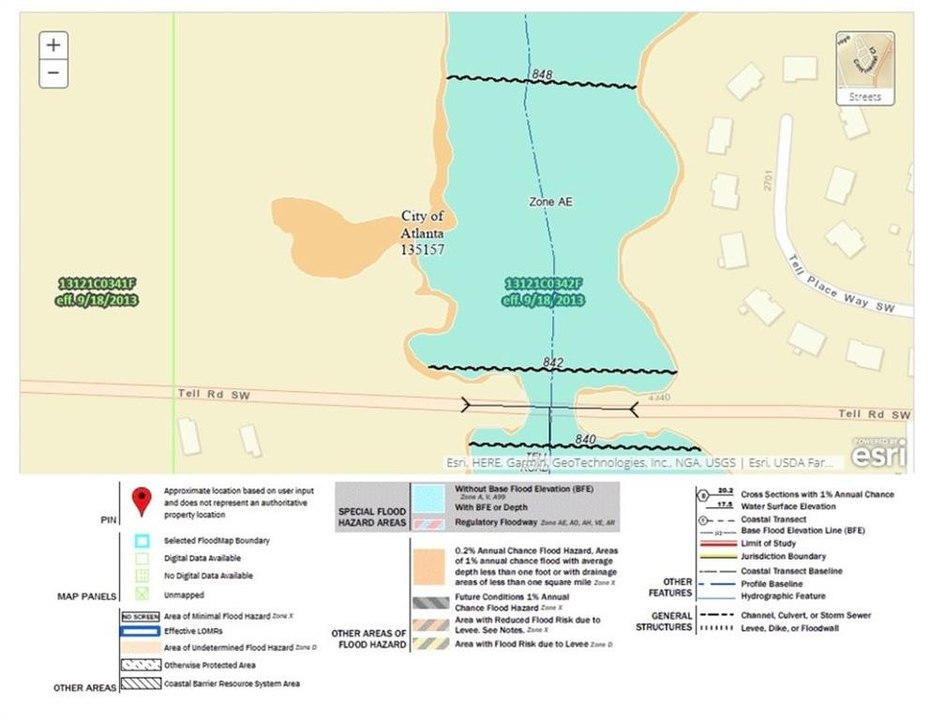 +
−
848
Streets
Zone AE
2701
City of
Atlanta
135157
Tell Place Way SW
13121C0341F
eff. 9/18/2013
13121C0342F
eff. 9/18/2013
842
Tell Rd SW
4340
Tell Rd SW
840
TELL
ROAD
POWERED BY
esri
Esri, HERE, Garmin, GeoTechnologies, Inc., NGA, USGS | Esri, USDA Far...
PIN
Approximate location based on user input
and does not represent an authoritative
property location
MAP PANELS
Selected FloodMap Boundary
Digital Data Available
No Digital Data Available
Unmapped
OTHER AREAS
NO SCREEN Area of Minimal Flood Hazard Zone X
Effective LOMRs
Area of Undetermined Flood Hazard Zone D
Otherwise Protected Area
Coastal Barrier Resource System Area
SPECIAL FLOOD
HAZARD AREAS
Without Base Flood Elevation (BFE)
Zone A, V, A99
With BFE or Depth
Regulatory Floodway Zone AE, AO, AH, VE, AR
OTHER AREAS OF
FLOOD HAZARD
0.2% Annual Chance Flood Hazard, Areas
of 1% annual chance flood with average
depth less than one foot or with drainage
areas of less than one square mile Zone X
Future Conditions 1% Annual
Chance Flood Hazard Zone X
Area with Reduced Flood Risk due to
Levee. See Notes. Zone X
Area with Flood Risk due to Levee Zone D
OTHER
FEATURES
20.2
Cross Sections with 1% Annual Chance
17.5
Water Surface Elevation
Coastal Transect
Base Flood Elevation Line (BFE)
Limit of Study
Jurisdiction Boundary
Coastal Transect Baseline
Profile Baseline
Hydrographic Feature
GENERAL
STRUCTURES
Channel, Culvert, or Storm Sewer
Levee, Dike, or Floodwall